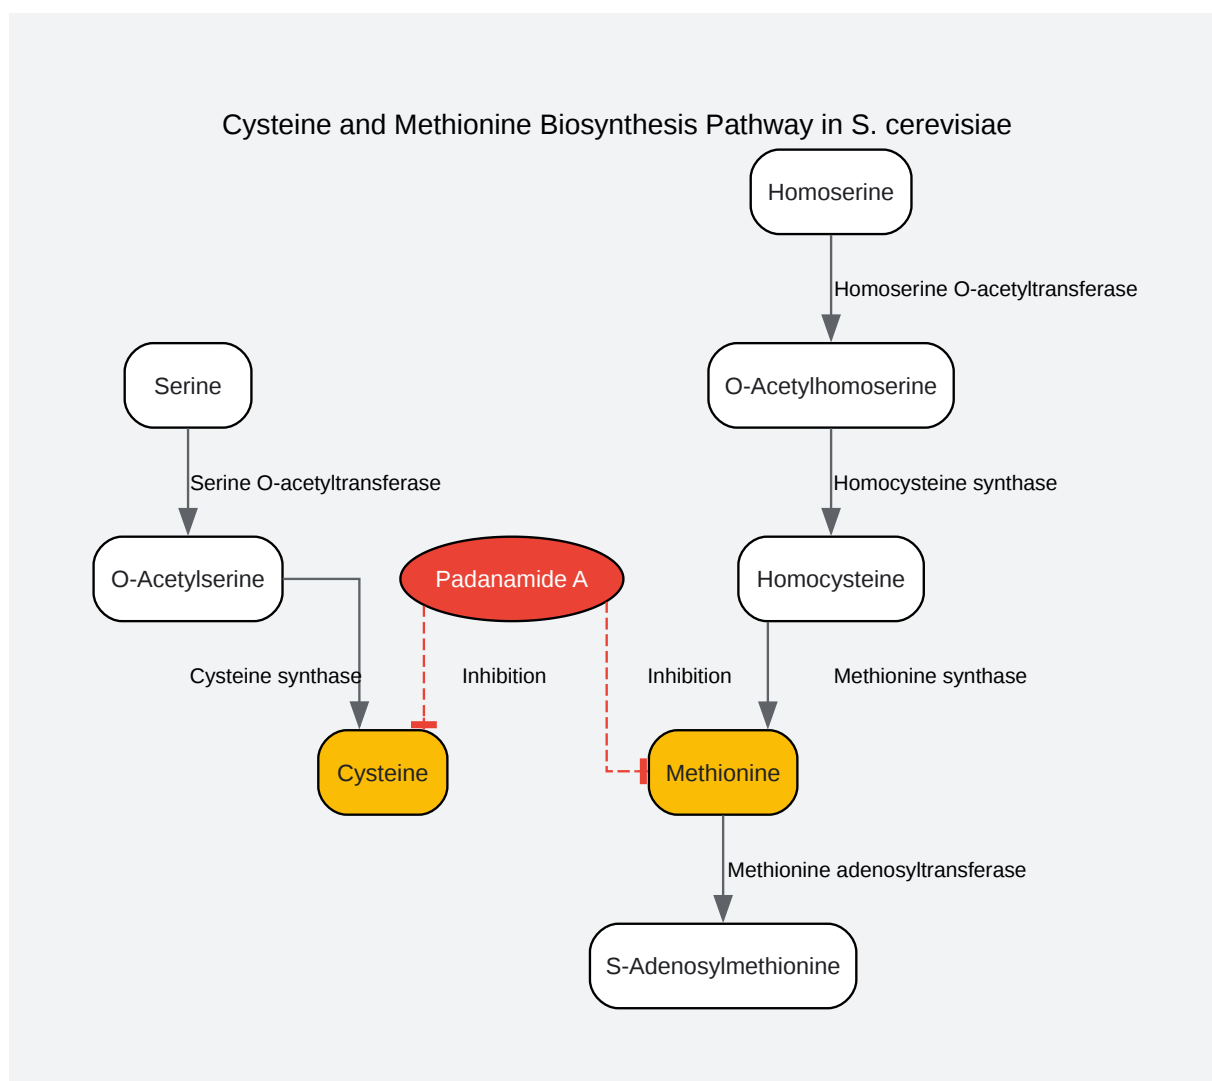 Cysteine and Methionine Biosynthesis Pathway in S. cerevisiae
Homoserine
Homoserine O-acetyltransferase
Serine
O-Acetylhomoserine
Serine O-acetyltransferase
Homocysteine synthase
O-Acetylserine
Padanamide A
Homocysteine
Cysteine synthase
Inhibition
Inhibition
Methionine synthase
Cysteine
Methionine
Methionine adenosyltransferase
S-Adenosylmethionine